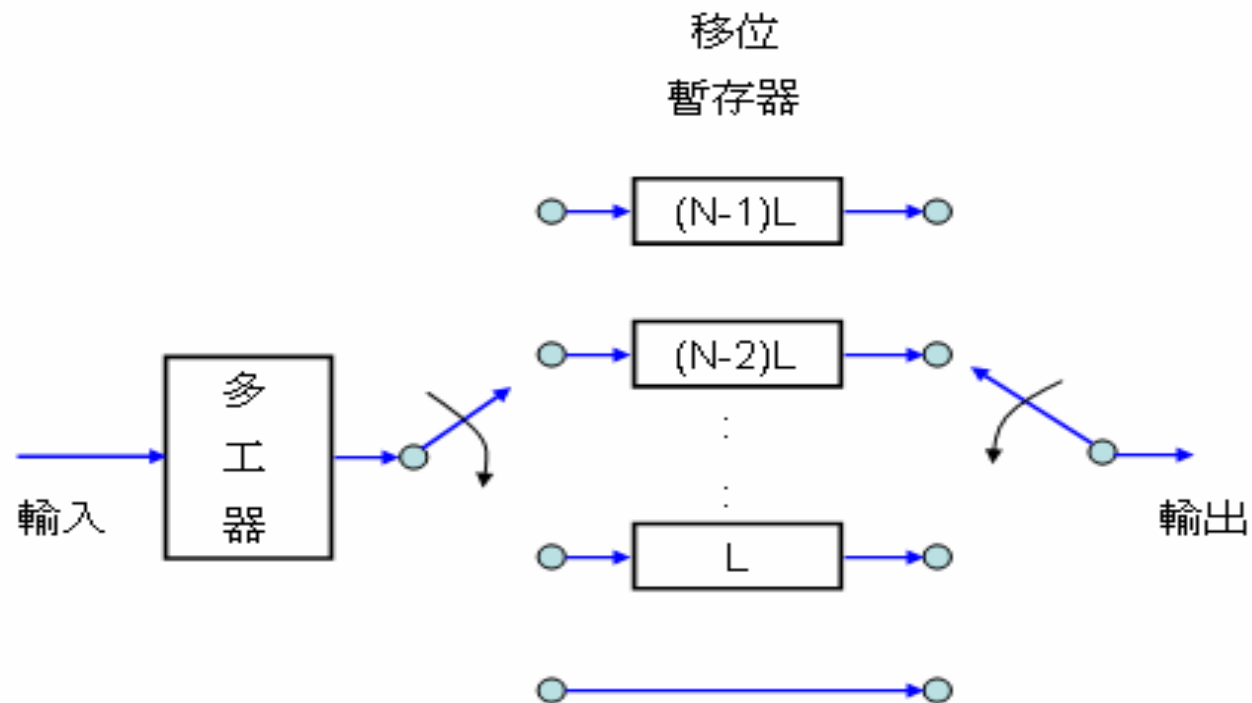 移位
暫存器
(N-1)L
(N-2)L
多
工
器
輸入
輸出
L